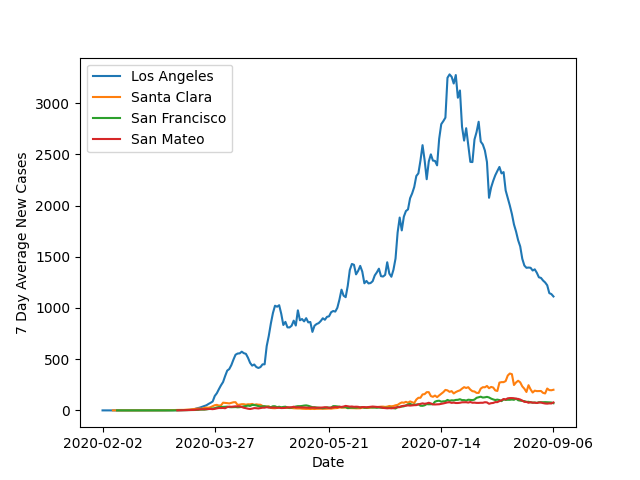 Los Angeles
Santa Clara
San Francisco
San Mateo
7 Day Average New Cases
3000
2500
2000
1500
1000
500
0
2020-02-02 2020-03-27 2020-05-21 2020-07-14 2020-09-06
Date